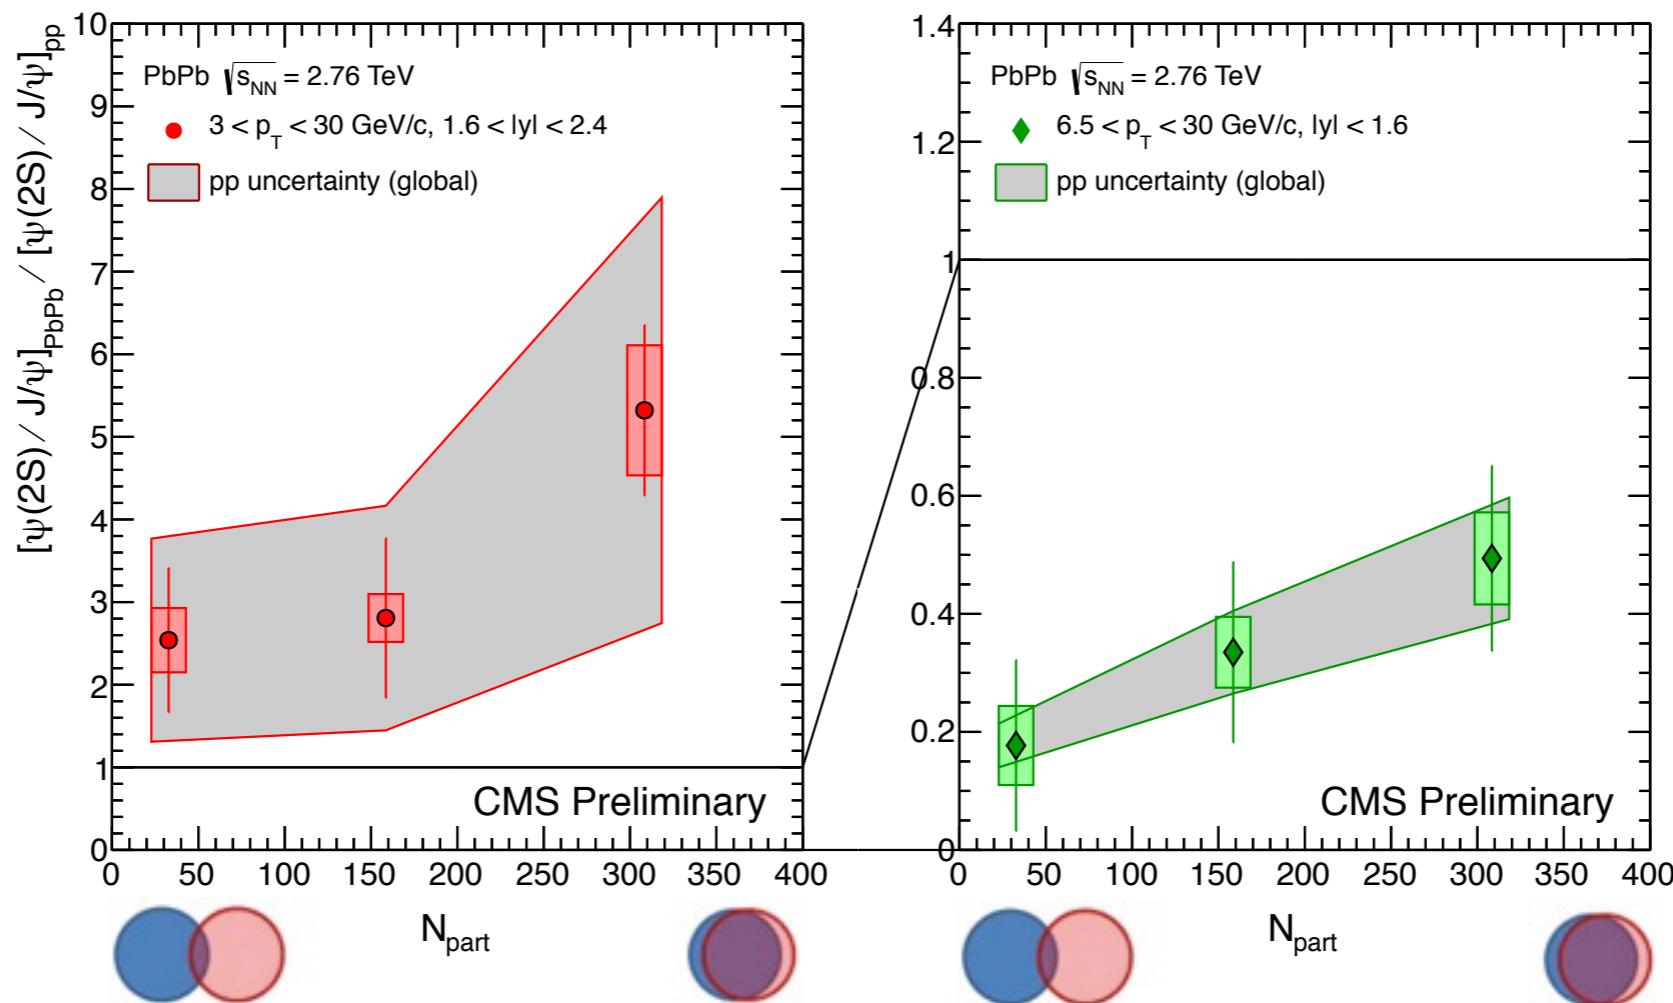 [ψ(2S) / J/ψ]PbPb / [ψ(2S) / J/ψ]pp
10
9
8
7
6
5
4
3
2
1
0
PbPb √sNN = 2.76 TeV
3 < pT < 30 GeV/c, 1.6 < |y| < 2.4
pp uncertainty (global)
CMS Preliminary
0 50 100 150 200 250 300 350 400
Npart
1.4
1.2
1
0.8
0.6
0.4
0.2
0
PbPb √sNN = 2.76 TeV
6.5 < pT < 30 GeV/c, |y| < 1.6
pp uncertainty (global)
CMS Preliminary
0 50 100 150 200 250 300 350 400
Npart